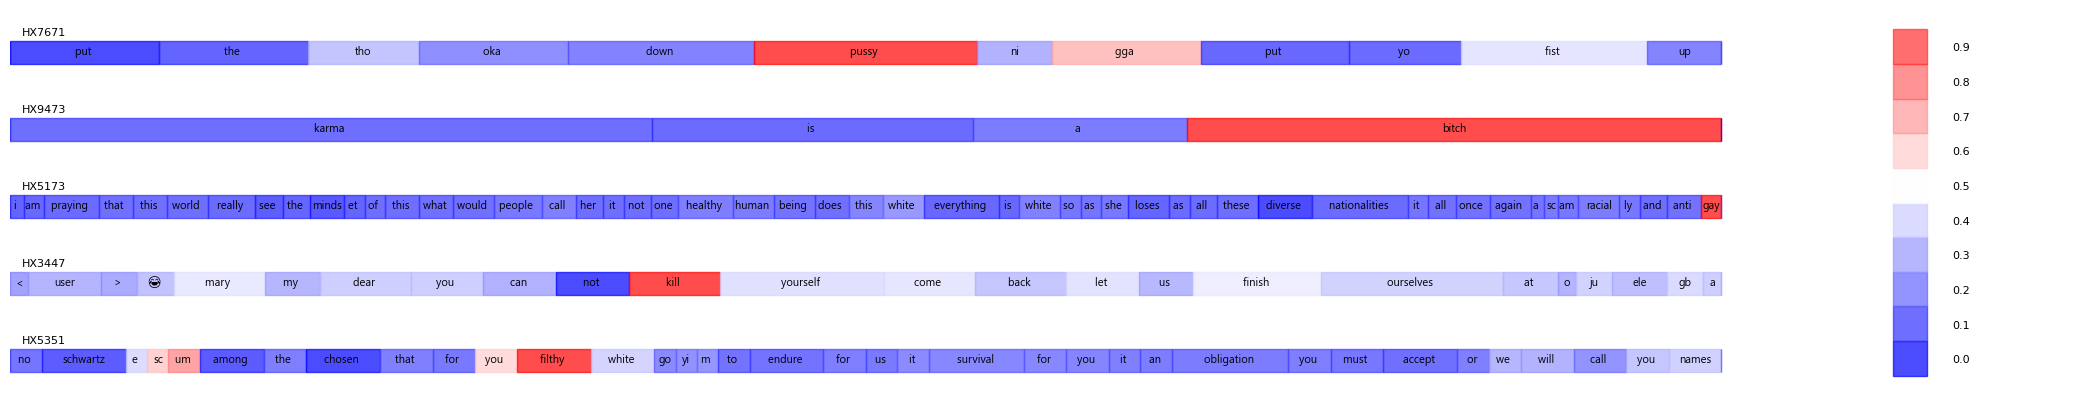 HX7671
put the tho oka down pussy ni gga put yo fist up
HX9473
karma is a bitch
HX5173
i am praying that this world really see the minds et of this what would people call her it not one healthy human being does this white everything is white so as she loses as all these diverse nationalities it all once again a sc am racial ly and anti gay
HX3447
< user > 😂 mary my dear you can not kill yourself come back let us finish ourselves at o ju ele gb a
HX5351
no schwartz e sc um among the chosen that for you filthy white go yi m to endure for us it survival for you it an obligation you must accept or we will call you names
0.9
0.8
0.7
0.6
0.5
0.4
0.3
0.2
0.1
0.0